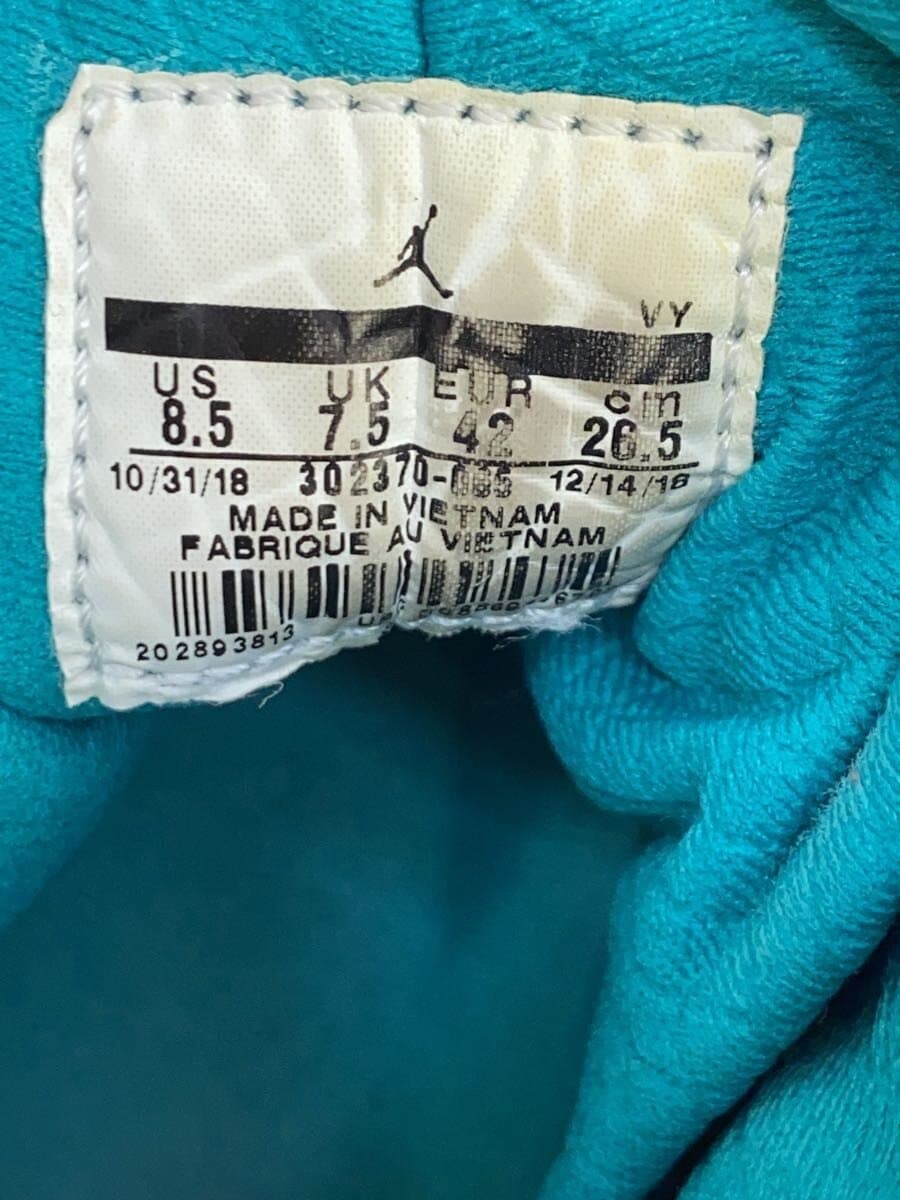 VY
US UK EUR cm
8.5 7.5 42 26.5
10/31/18 302370-065 12/14/18
MADE IN VIETNAM
FABRIQUE AU VIETNAM
202893813